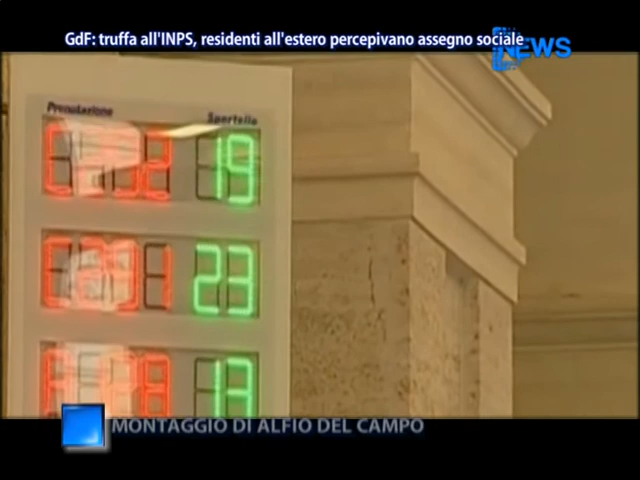 GdF: truffa all'INPS, residenti all'estero percepivano assegno sociale
NEWS
Prenotazione Sportello
19
23
13
MONTAGGIO DI ALFIO DEL CAMPO